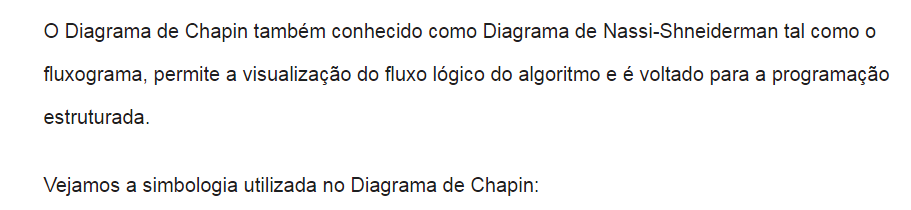 O Diagrama de Chapin também conhecido como Diagrama de Nassi-Shneiderman tal como o
fluxograma, permite a visualização do fluxo lógico do algoritmo e é voltado para a programação
estruturada.
Vejamos a simbologia utilizada no Diagrama de Chapin: